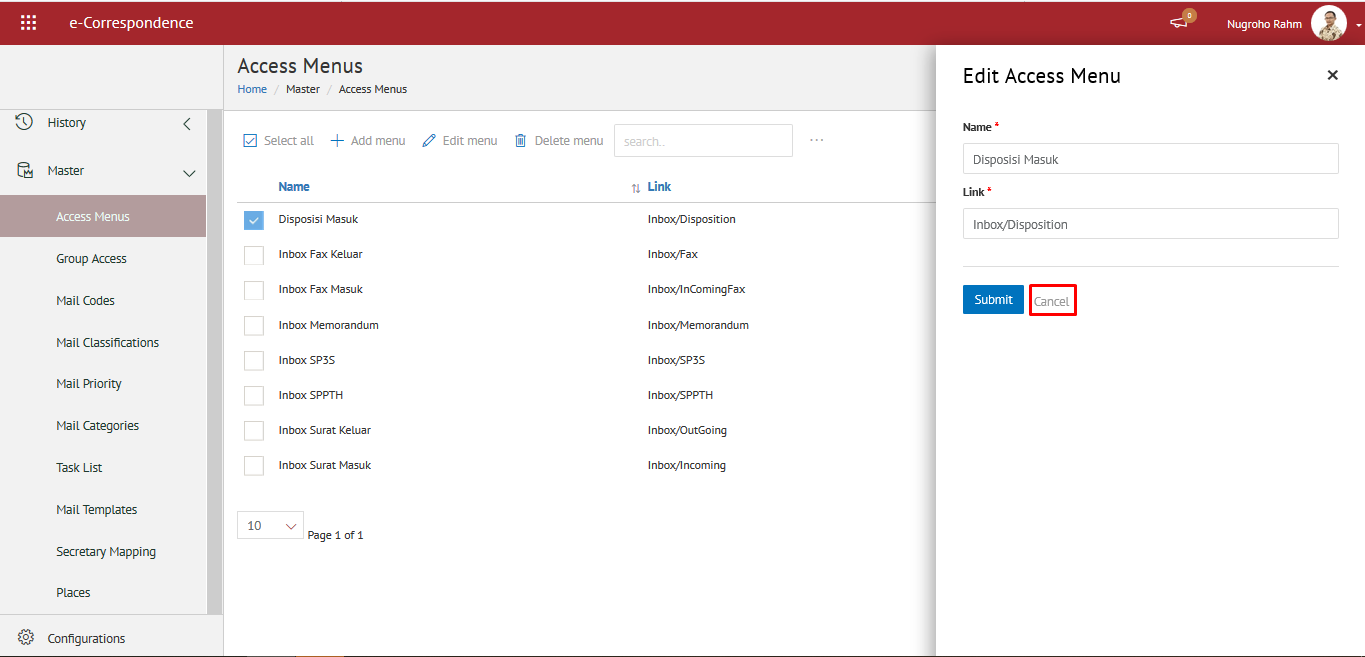 e-Correspondence
0
Nugroho Rahm
History
Master
Access Menus
Group Access
Mail Codes
Mail Classifications
Mail Priority
Mail Categories
Task List
Mail Templates
Secretary Mapping
Places
Configurations
Access Menus
Home / Master / Access Menus
Select all Add menu Edit menu Delete menu search.. ...
Name Link
Disposisi Masuk Inbox/Disposition
Inbox Fax Keluar Inbox/Fax
Inbox Fax Masuk Inbox/InComingFax
Inbox Memorandum Inbox/Memorandum
Inbox SP3S Inbox/SP3S
Inbox SPPTH Inbox/SPPTH
Inbox Surat Keluar Inbox/OutGoing
Inbox Surat Masuk Inbox/Incoming
10 Page 1 of 1
Edit Access Menu
Name *
Disposisi Masuk
Link *
Inbox/Disposition
Submit Cancel